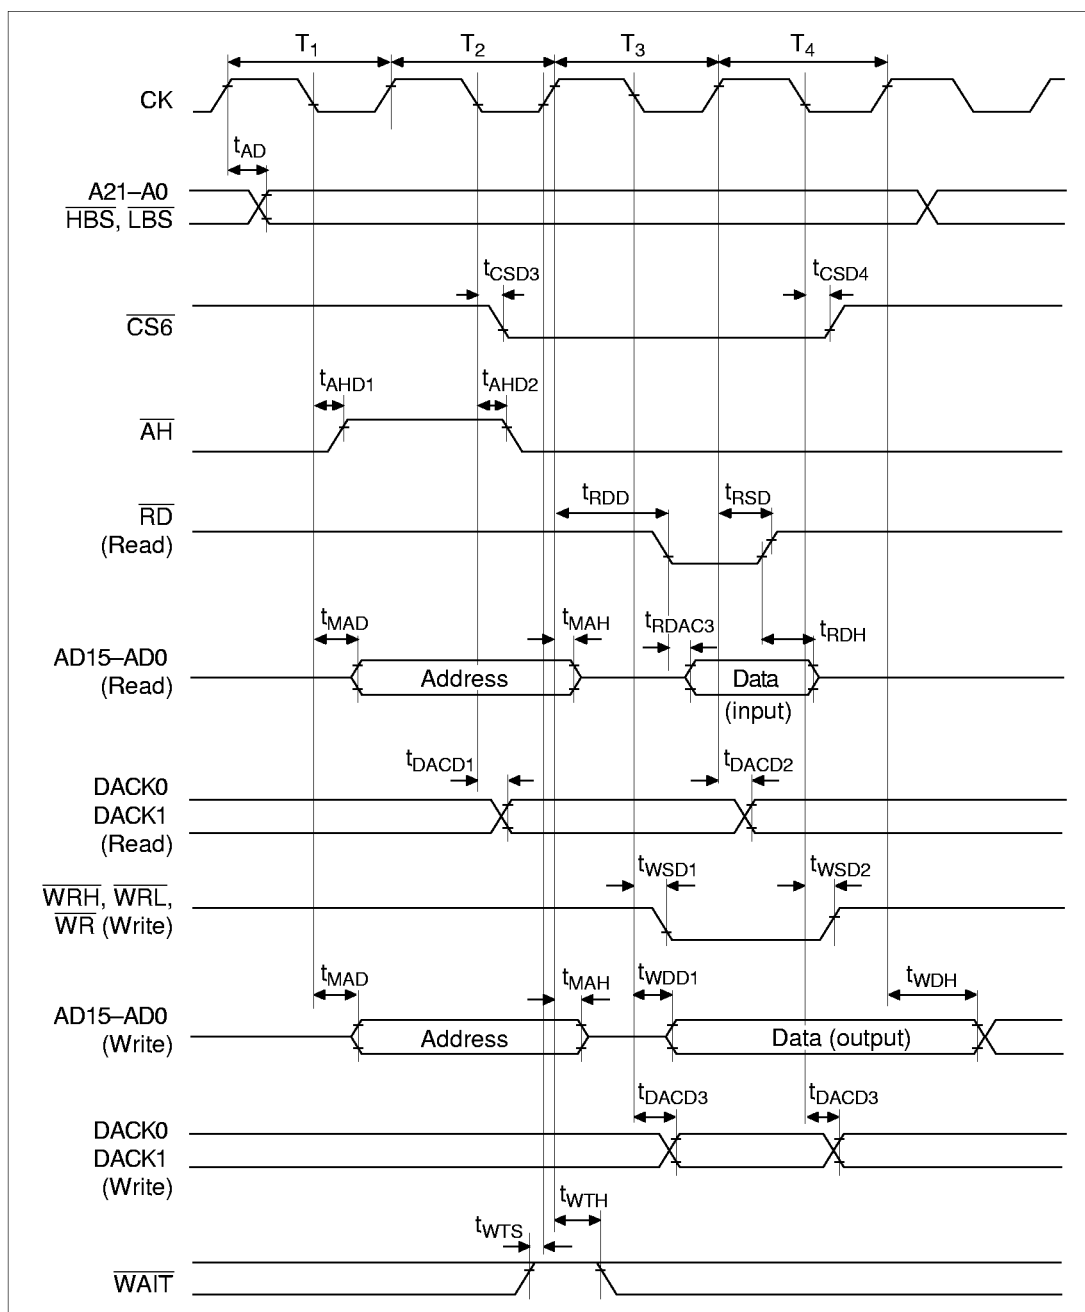 T1 T2 T3 T4
CK
tAD
A21–A0
HBS, LBS
tCSD3 tCSD4
CS6
tAHD1 tAHD2
AH
tRDD tRSD
RD
(Read)
tMAD tMAH tRDAC3 tRDH
AD15–AD0
(Read)
Address Data
(input)
tDACD1 tDACD2
DACK0
DACK1
(Read)
tWSD1 tWSD2
WRH, WRL,
WR (Write)
tMAD tMAH tWDD1 tWDH
AD15–AD0
(Write)
Address Data (output)
tDACD3 tDACD3
DACK0
DACK1
(Write)
tWTH
tWTS
WAIT